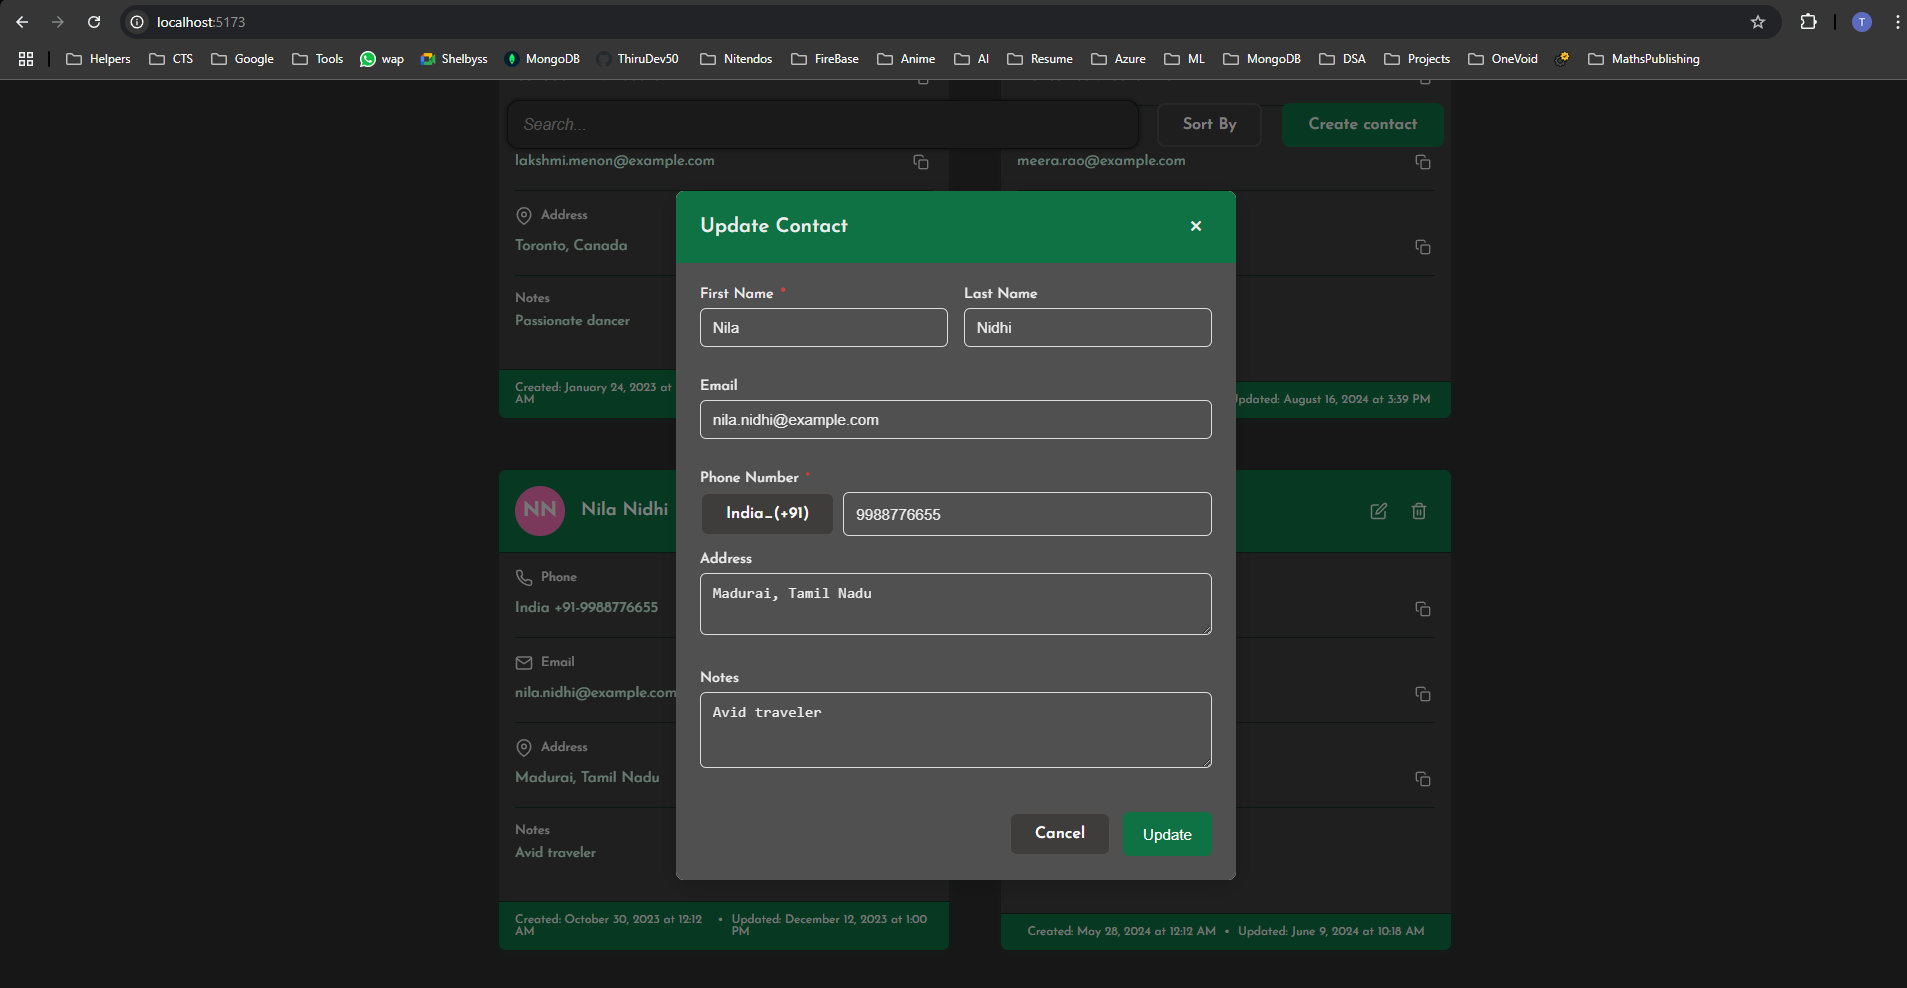 localhost:5173
Helpers
CTS
Google
Tools
wap
Shelbyss
MongoDB
ThiruDev50
Nitendos
FireBase
Anime
AI
Resume
Azure
ML
MongoDB
DSA
Projects
OneVoid
MathsPublishing
T
Search...
Sort By
Create contact
lakshmi.menon@example.com
Address
Toronto, Canada
Notes
Passionate dancer
Created: January 24, 2023 at
AM
meera.rao@example.com
Updated: August 16, 2024 at 3:39 PM
Update Contact
First Name *
Last Name
Nila
Nidhi
Email
nila.nidhi@example.com
Phone Number *
India_(+91)
9988776655
Address
Madurai, Tamil Nadu
Notes
Avid traveler
Cancel
Update
NN
Nila Nidhi
Phone
India +91-9988776655
Email
nila.nidhi@example.com
Address
Madurai, Tamil Nadu
Notes
Avid traveler
Created: October 30, 2023 at 12:12
AM
• Updated: December 12, 2023 at 1:00
PM
Created: May 28, 2024 at 12:12 AM • Updated: June 9, 2024 at 10:18 AM